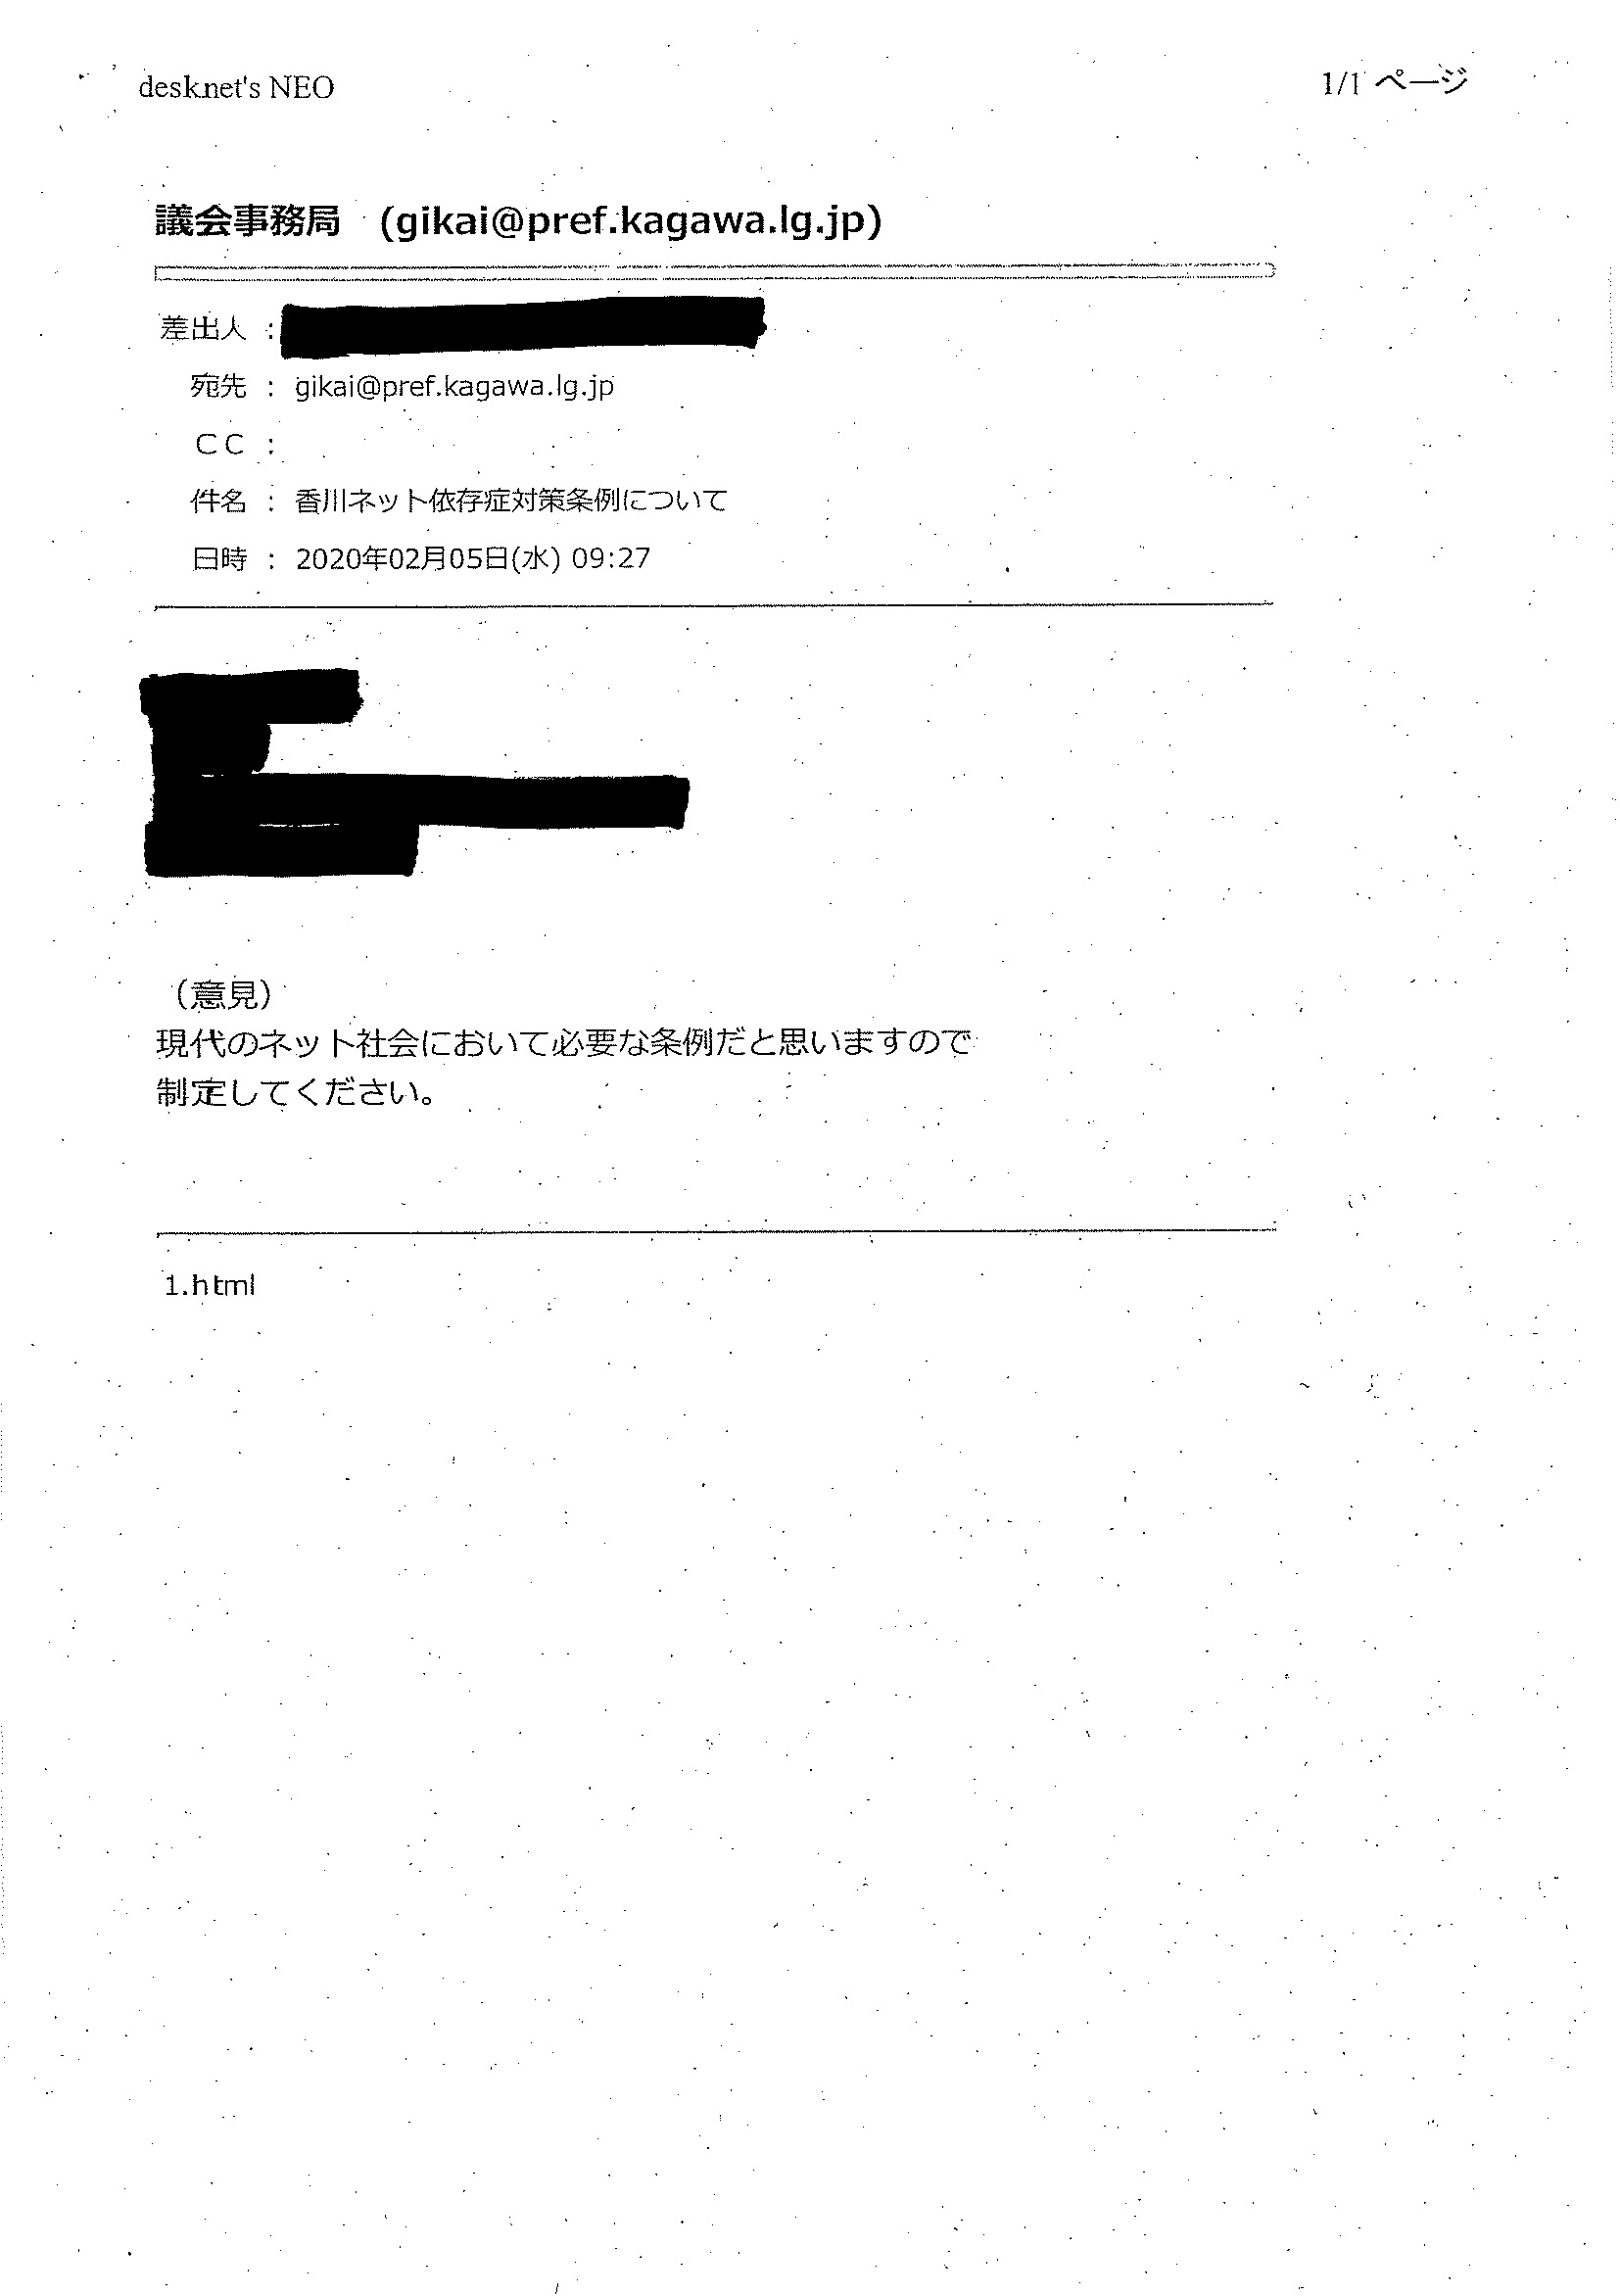 desknet's NEO
1/1 ページ
議会事務局 (gikai@pref.kagawa.lg.jp)
差出人 :
宛先 : gikai@pref.kagawa.lg.jp
CC :
件名 : 香川ネット依存症対策条例について
日時 : 2020年02月05日(水) 09:27
（意見）
現代のネット社会において必要な条例だと思いますので
制定してください。
1.html